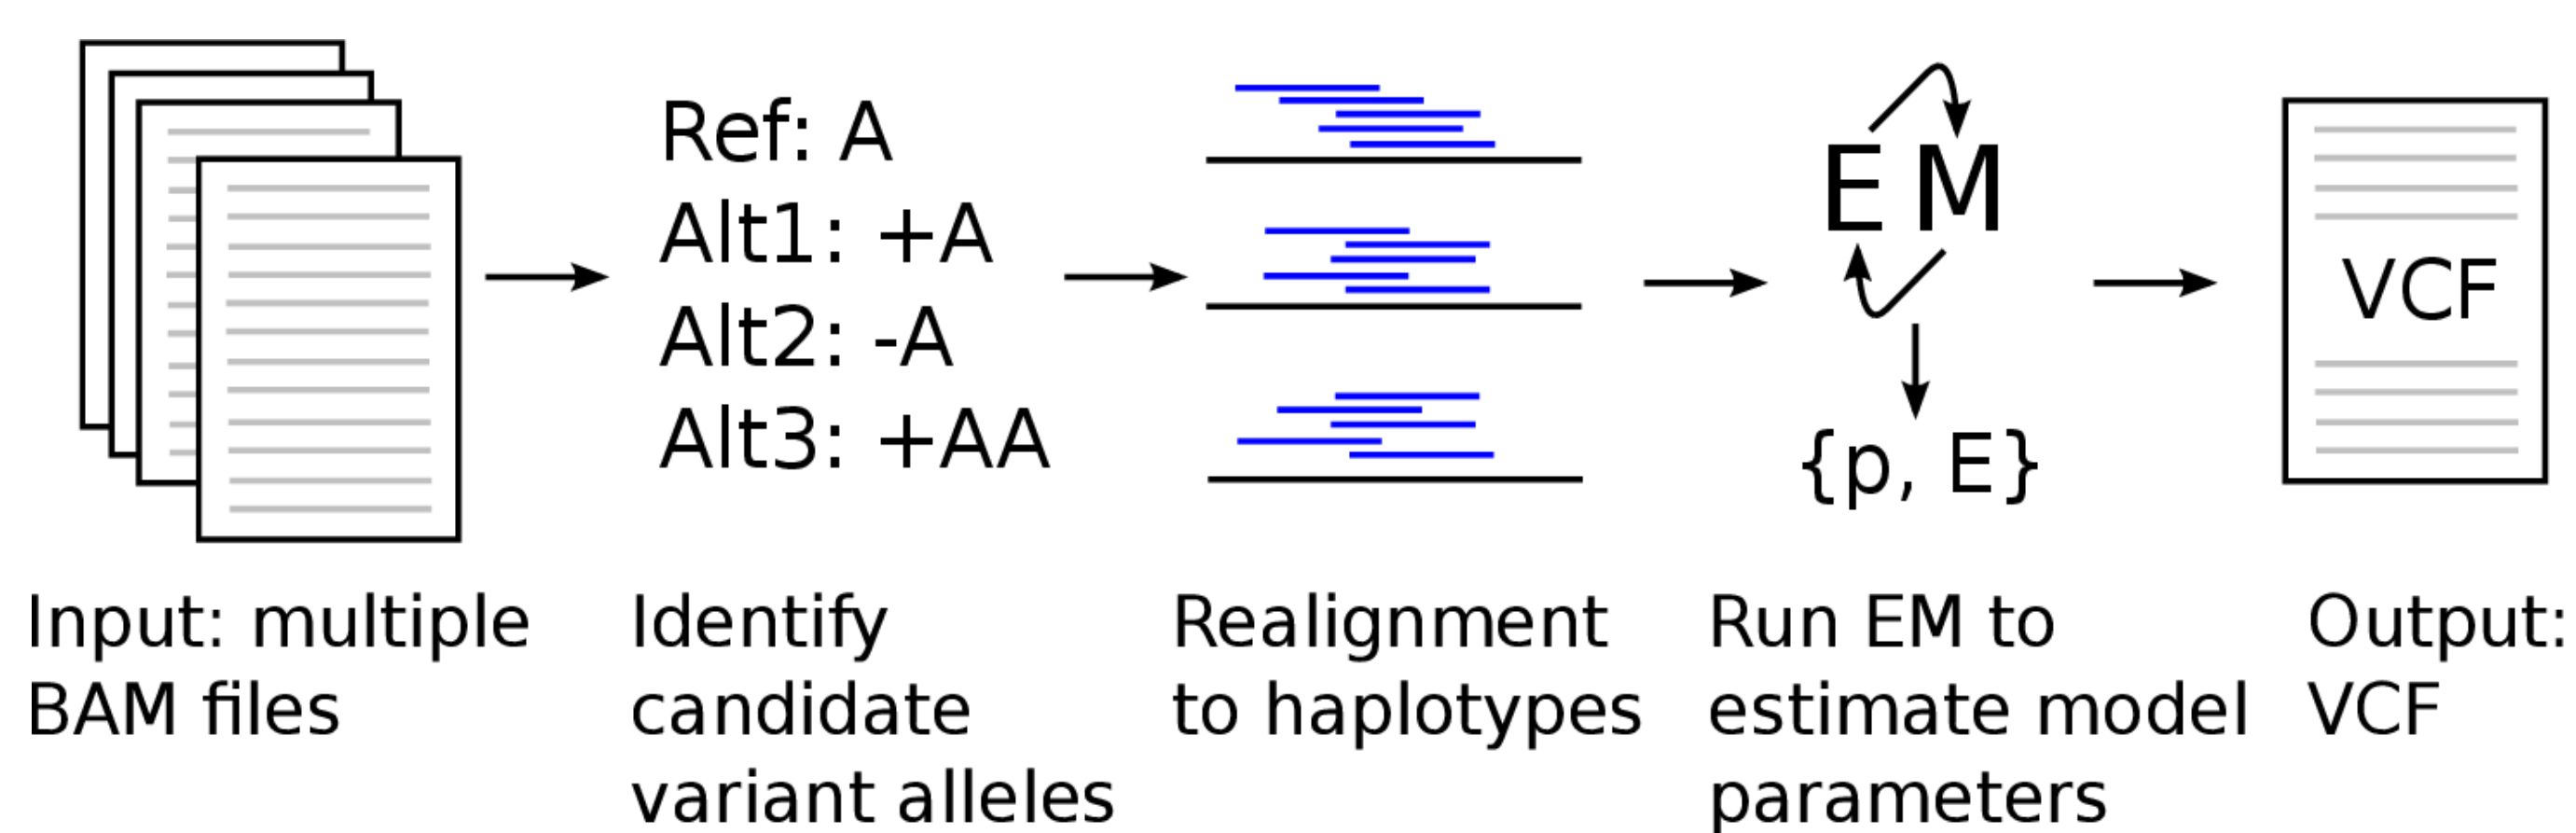 Ref: A
Alt1: +A
Alt2: -A
Alt3: +AA
E M
{p, E}
VCF
Input: multiple
BAM files
Identify
candidate
variant alleles
Realignment
to haplotypes
Run EM to
estimate model
parameters
Output:
VCF